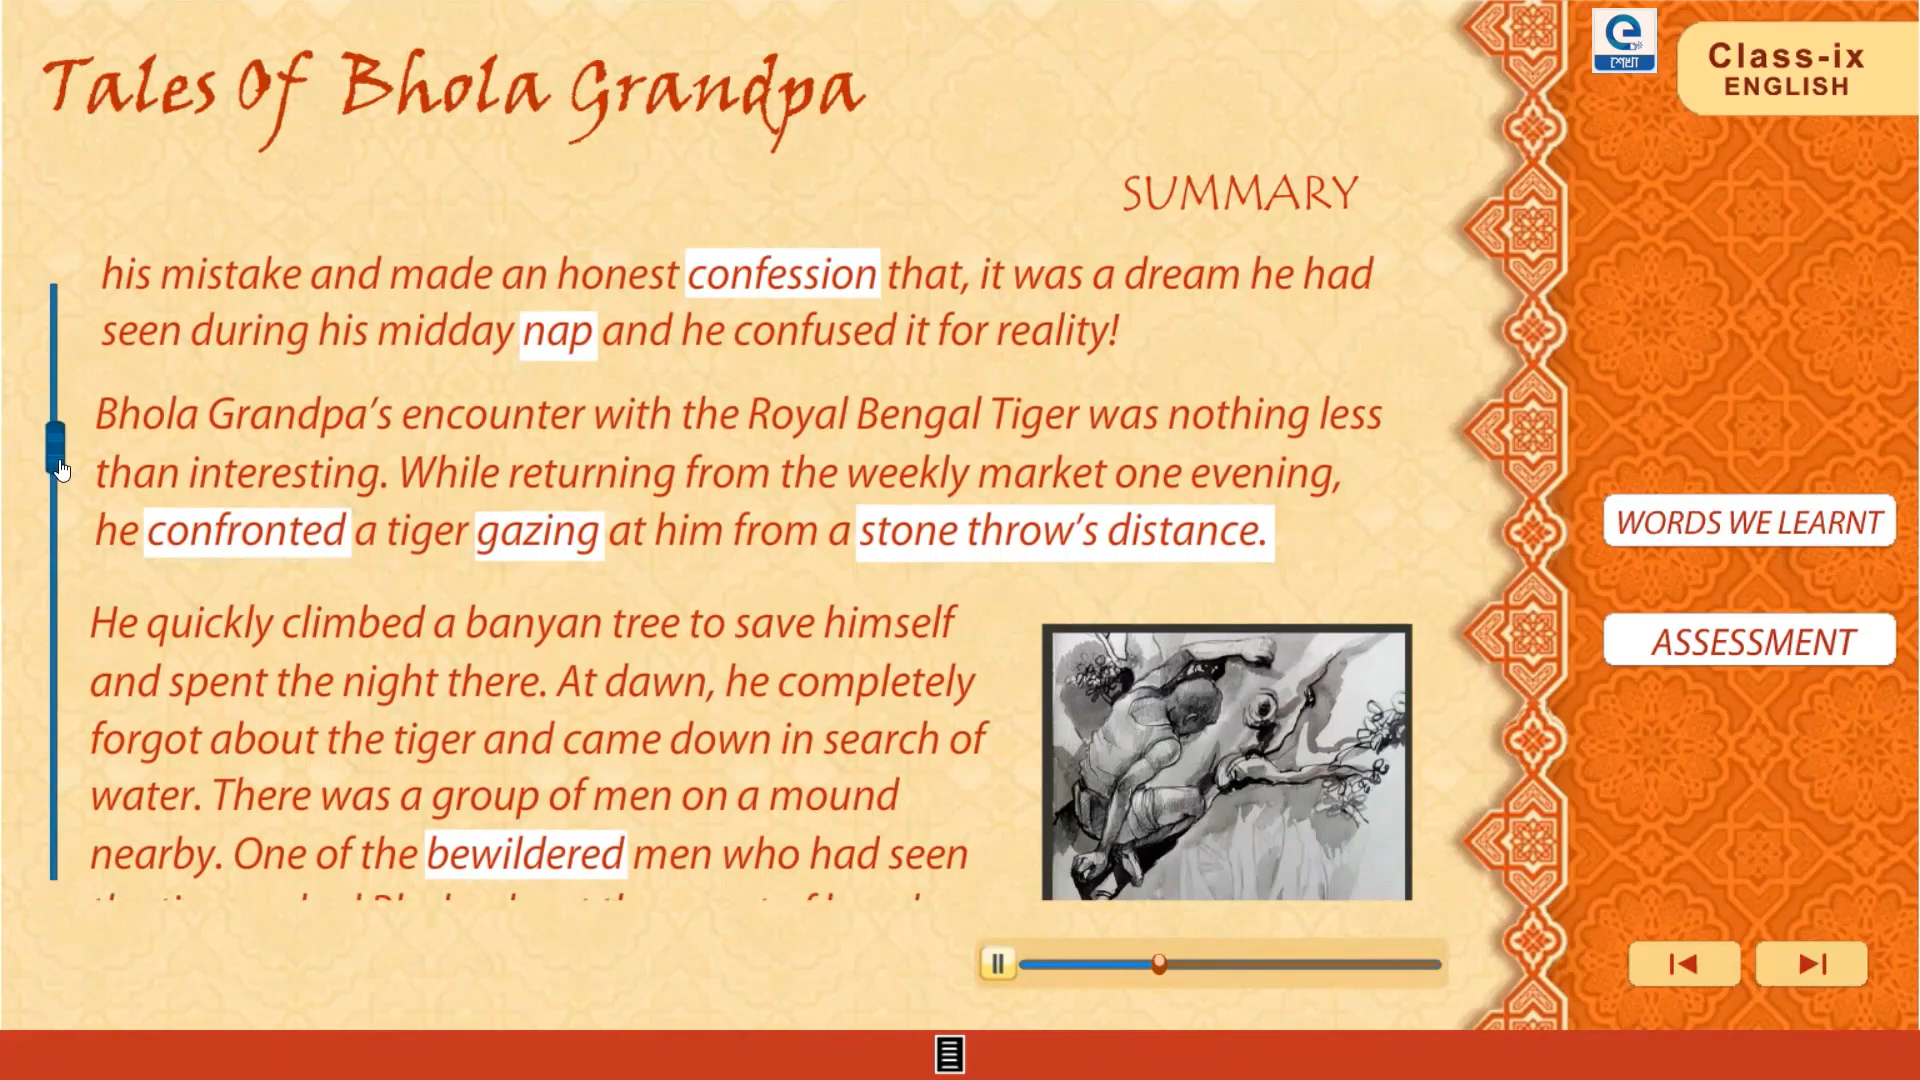 Tales Of Bhola Grandpa
Class-ix
ENGLISH
শেখা
SUMMARY
his mistake and made an honest confession that, it was a dream he had
seen during his midday nap and he confused it for reality!
Bhola Grandpa's encounter with the Royal Bengal Tiger was nothing less
than interesting. While returning from the weekly market one evening,
he confronted a tiger gazing at him from a stone throw's distance.
He quickly climbed a banyan tree to save himself
and spent the night there. At dawn, he completely
forgot about the tiger and came down in search of
water. There was a group of men on a mound
nearby. One of the bewildered men who had seen
WORDS WE LEARNT
ASSESSMENT